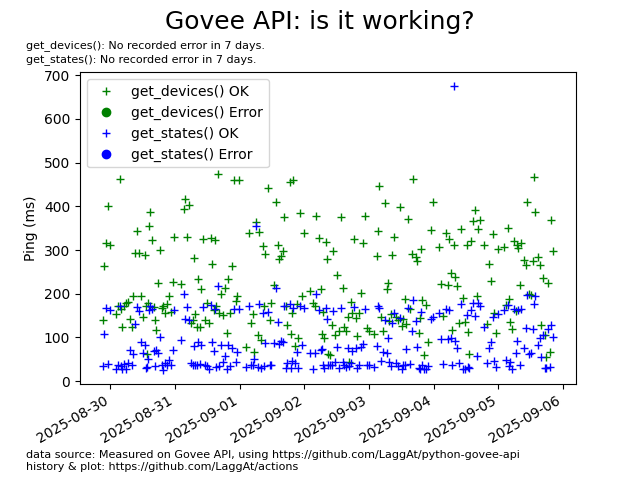 Govee API: is it working?
get_devices(): No recorded error in 7 days.
get_states(): No recorded error in 7 days.
get_devices() OK
get_devices() Error
get_states() OK
get_states() Error
Ping (ms)
700
600
500
400
300
200
100
0
2025-08-30
2025-08-31
2025-09-01
2025-09-02
2025-09-03
2025-09-04
2025-09-05
2025-09-06
data source: Measured on Govee API, using https://github.com/LaggAt/python-govee-api
history & plot: https://github.com/LaggAt/actions